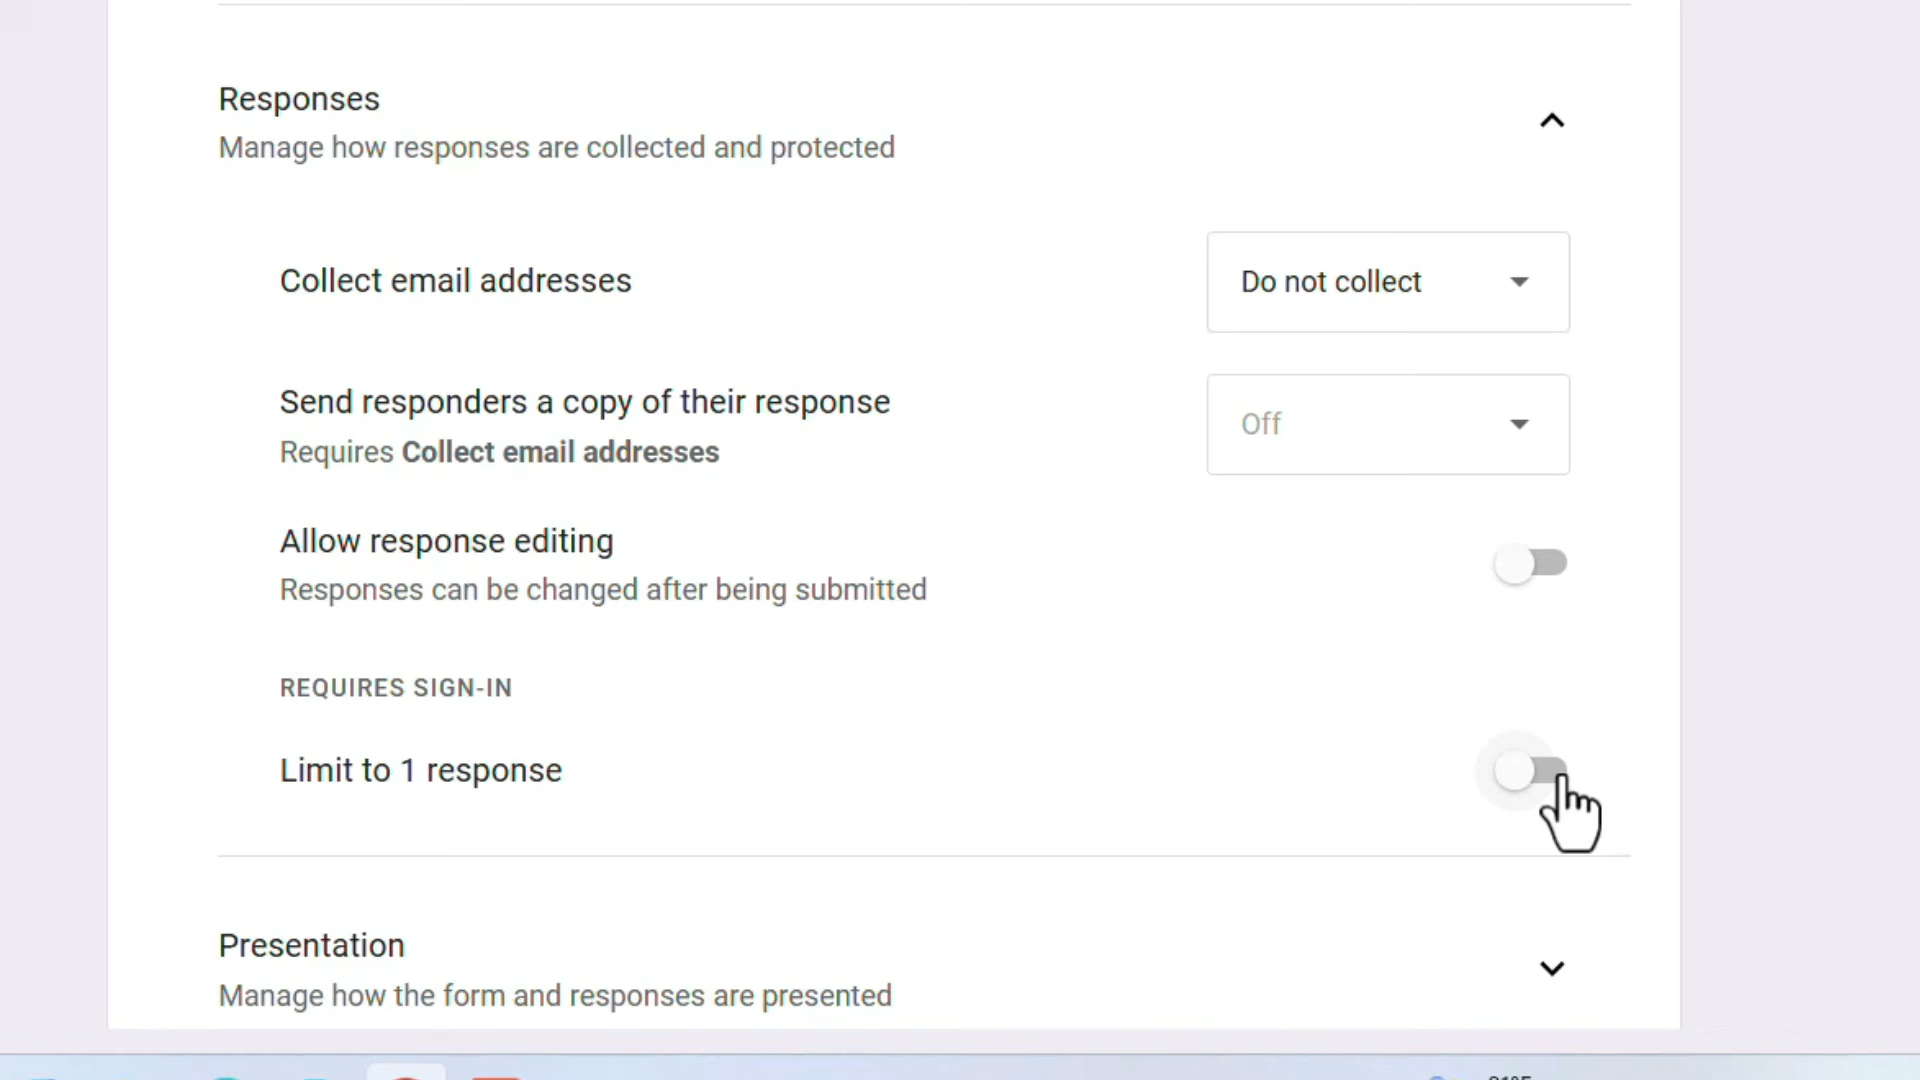 Responses
Manage how responses are collected and protected
Collect email addresses
Do not collect
Send responders a copy of their response
Requires Collect email addresses
Off
Allow response editing
Responses can be changed after being submitted
REQUIRES SIGN-IN
Limit to 1 response
Presentation
Manage how the form and responses are presented